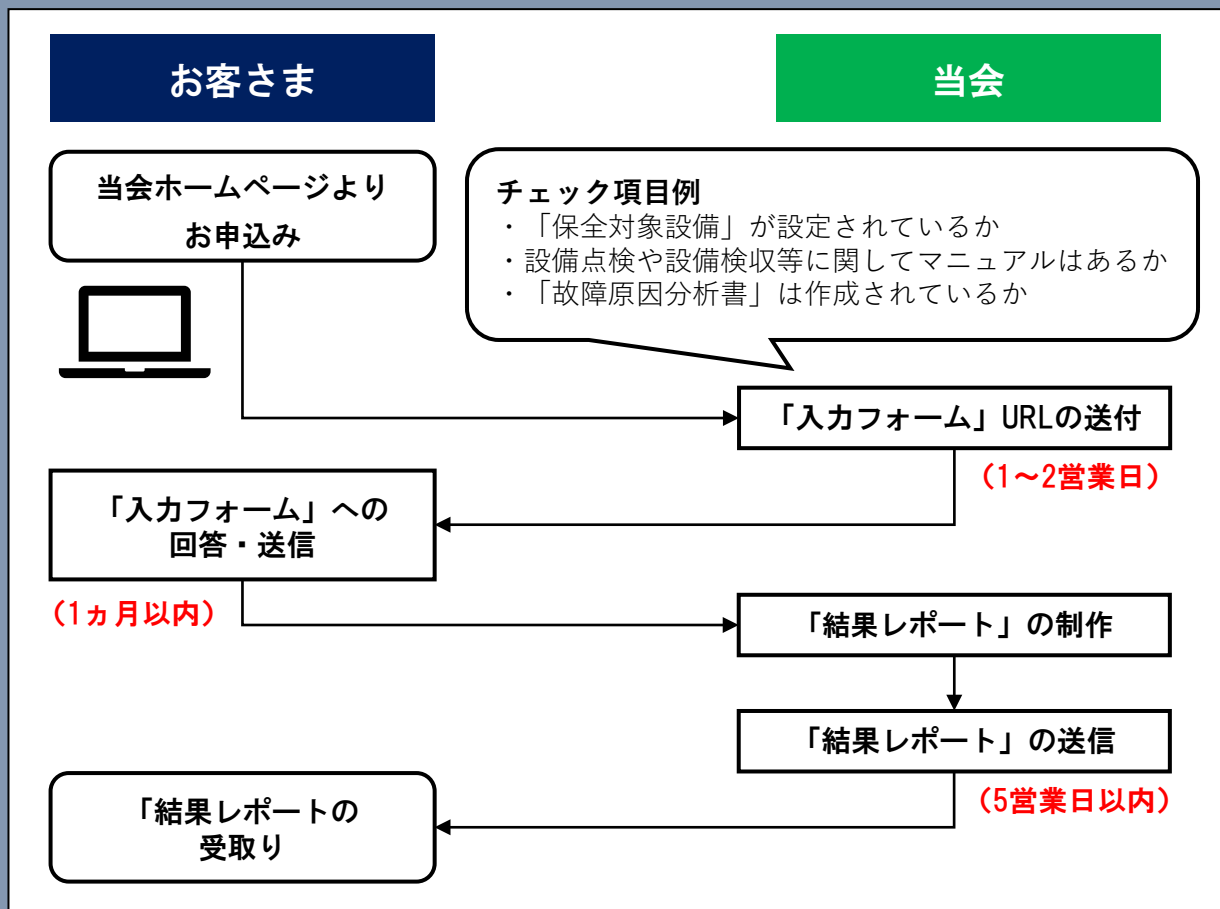 お客さま
当会
当会ホームページより
お申込み
チェック項目例
・「保全対象設備」が設定されているか
・設備点検や設備検収等に関してマニュアルはあるか
・「故障原因分析書」は作成されているか
「入力フォーム」URLの送付
（1～2営業日）
「入力フォーム」への
回答・送信
（1ヵ月以内）
「結果レポート」の制作
「結果レポート」の送信
（5営業日以内）
「結果レポートの
受取り